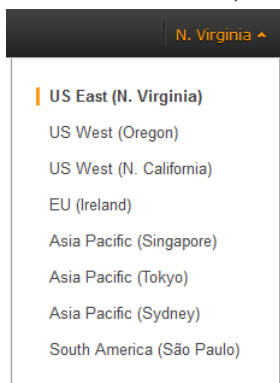 N. Virginia
US East (N. Virginia)
US West (Oregon)
US West (N. California)
EU (Ireland)
Asia Pacific (Singapore)
Asia Pacific (Tokyo)
Asia Pacific (Sydney)
South America (São Paulo)